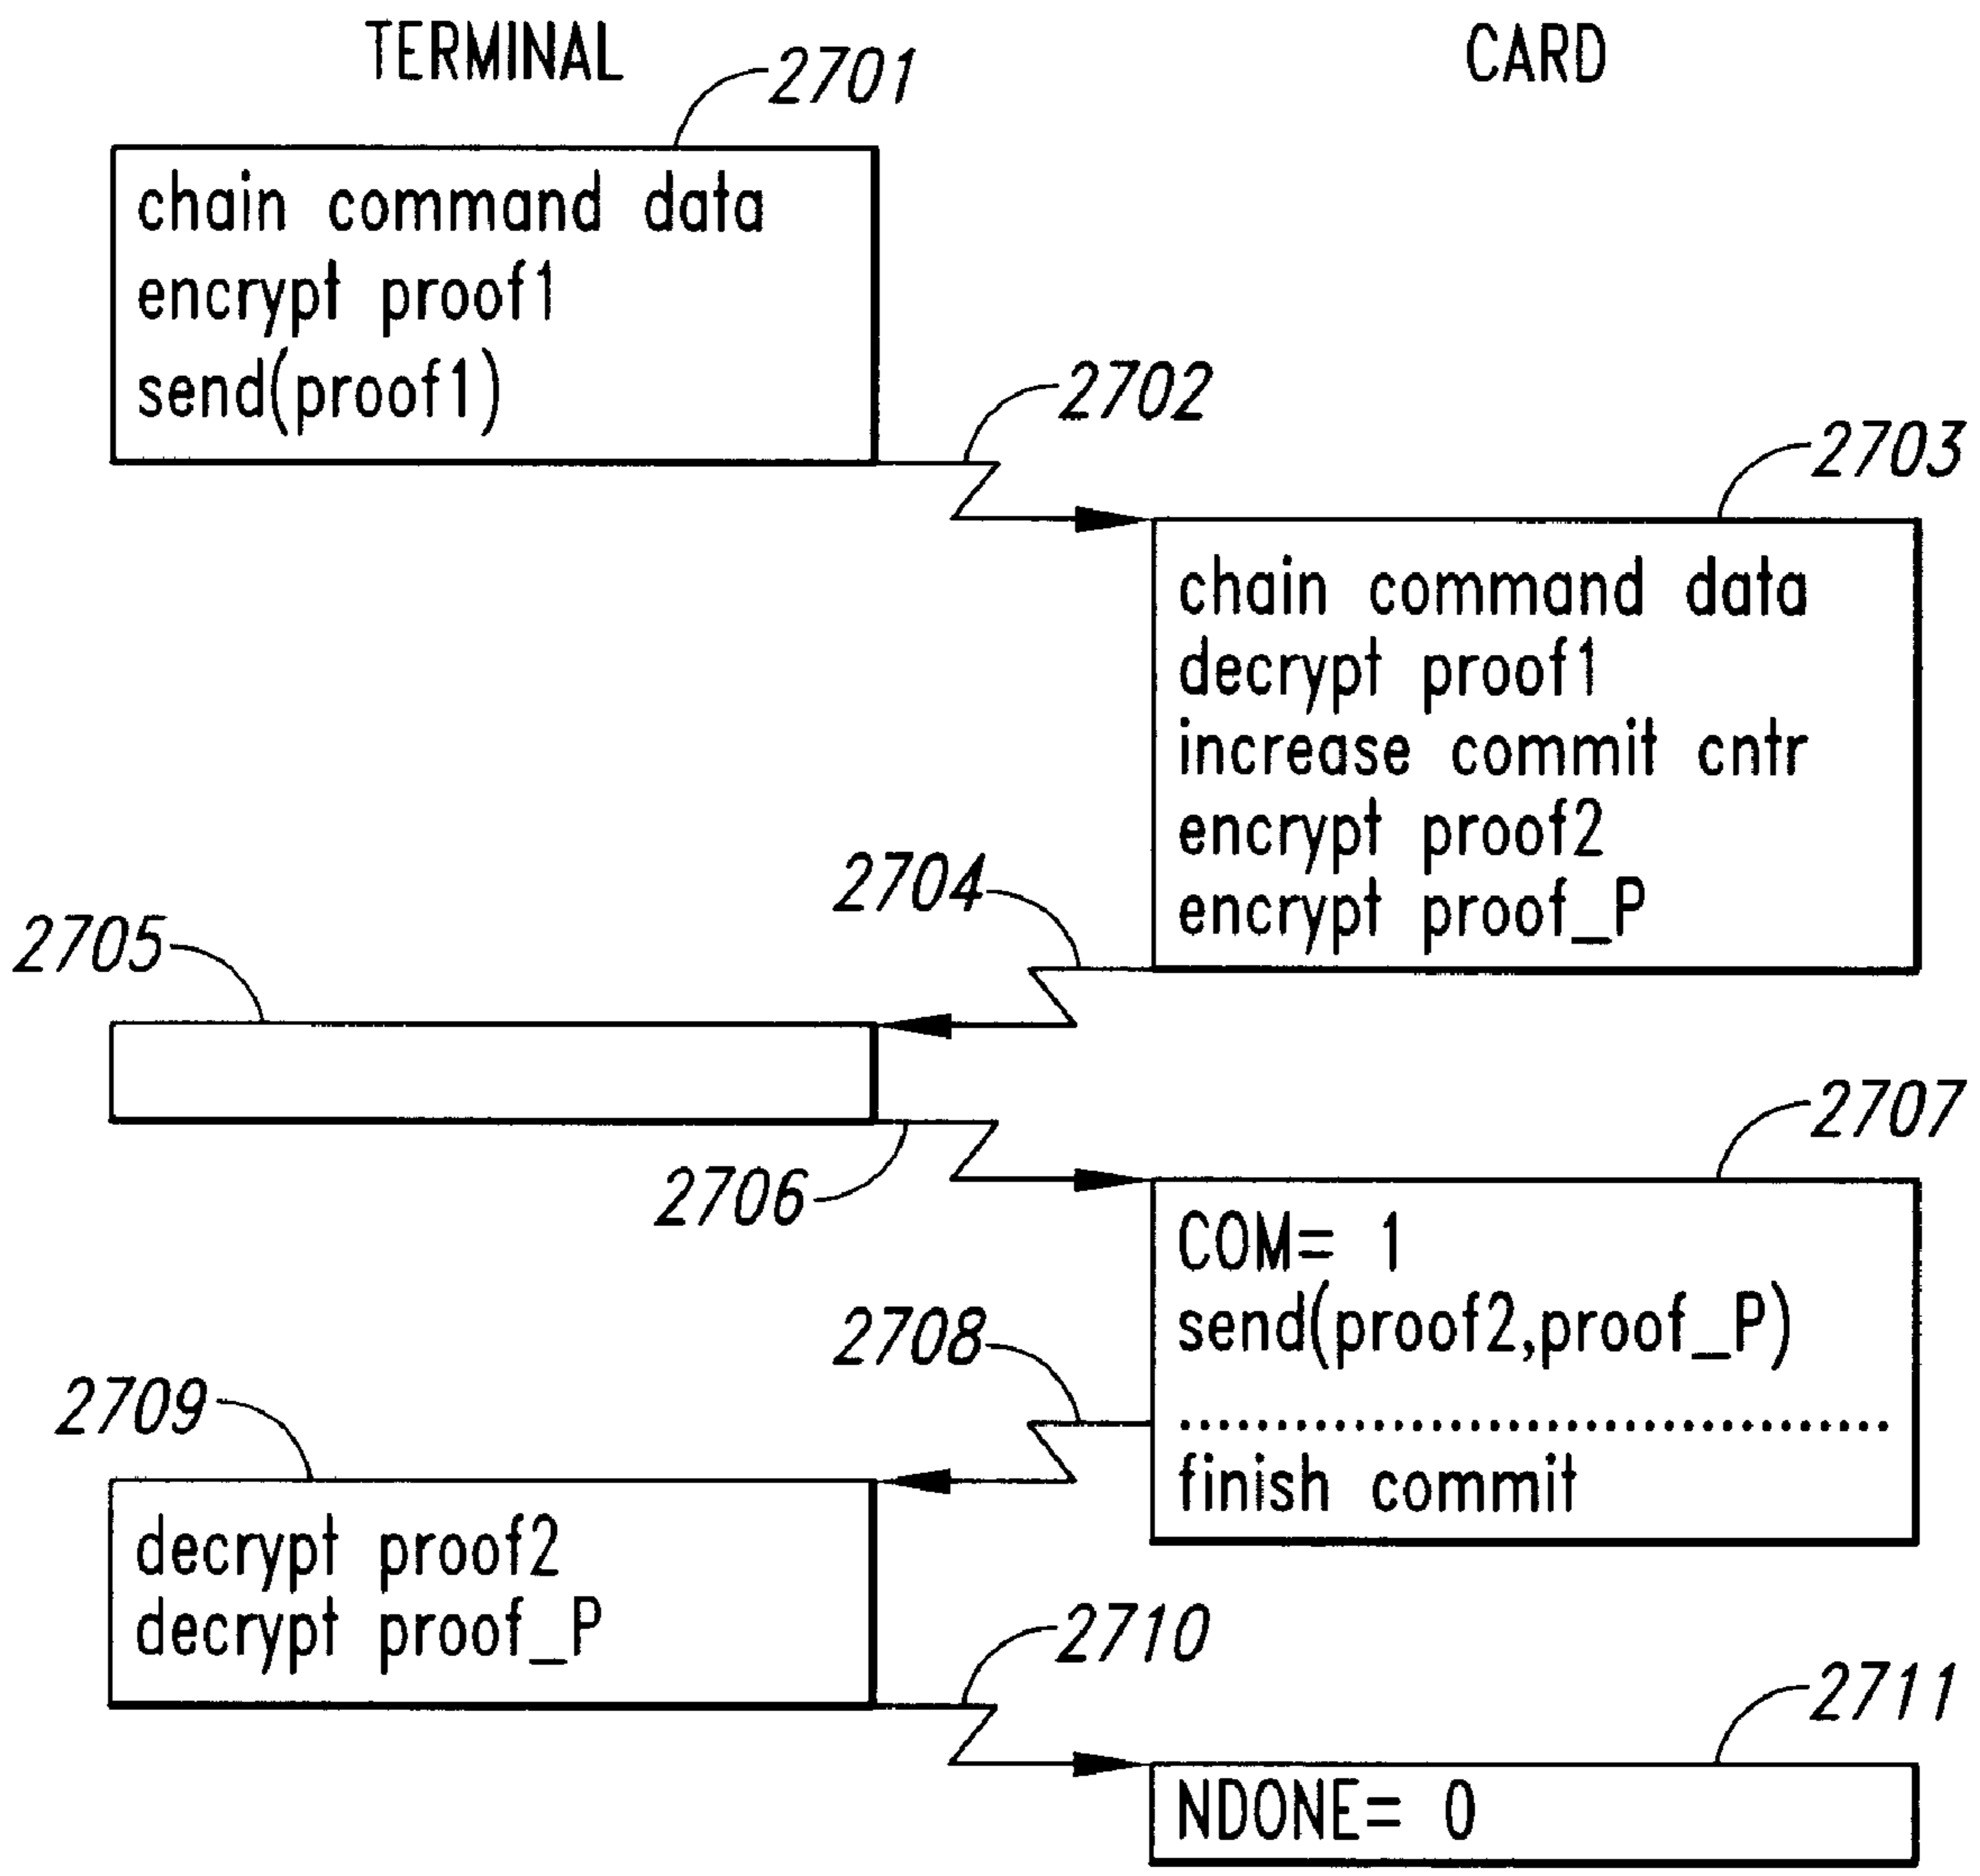 TERMINAL
CARD
2701
chain command data
encrypt proof1
send(proof1)
2702
2703
chain command data
decrypt proof1
increase commit cntr
encrypt proof2
encrypt proof_P
2704
2705
2706
2707
COM= 1
send(proof2,proof_P)
2708
finish commit
2709
decrypt proof2
decrypt proof_P
2710
2711
NDONE= 0